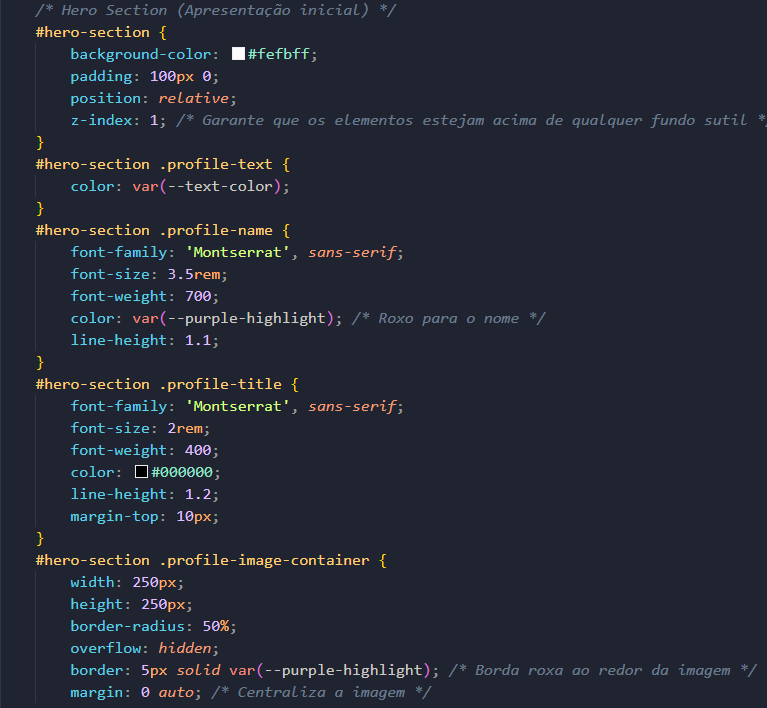 /* Hero Section (Apresentação inicial) */
#hero-section {
background-color: #fefbff;
padding: 100px 0;
position: relative;
z-index: 1; /* Garante que os elementos estejam acima de qualquer fundo sutil *
}
#hero-section .profile-text {
color: var(--text-color);
}
#hero-section .profile-name {
font-family: 'Montserrat', sans-serif;
font-size: 3.5rem;
font-weight: 700;
color: var(--purple-highlight); /* Roxo para o nome */
line-height: 1.1;
}
#hero-section .profile-title {
font-family: 'Montserrat', sans-serif;
font-size: 2rem;
font-weight: 400;
color: #000000;
line-height: 1.2;
margin-top: 10px;
}
#hero-section .profile-image-container {
width: 250px;
height: 250px;
border-radius: 50%;
overflow: hidden;
border: 5px solid var(--purple-highlight); /* Borda roxa ao redor da imagem */
margin: 0 auto; /* Centraliza a imagem */